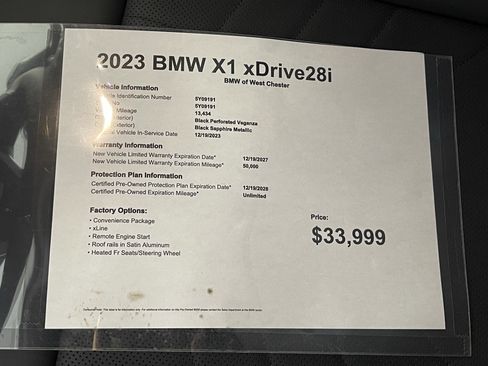 2023 BMW X1 xDrive28i
BMW of West Chester
Vehicle Information
Identification Number 5Y09191
No 5Y09191
Mileage 13,434
Black Perforated Veganza
Black Sapphire Metallic
Vehicle In-Service Date 12/19/2023
Warranty Information
New Vehicle Limited Warranty Expiration Date* 12/19/2027
New Vehicle Limited Warranty Expiration Mileage* 50,000
Protection Plan Information
Certified Pre-Owned Protection Plan Expiration Date* 12/19/2028
Certified Pre-Owned Expiration Mileage* Unlimited
Factory Options:
• Convenience Package
• xLine
• Remote Engine Start
• Roof rails in Satin Aluminum
• Heated Fr Seats/Steering Wheel
Price:
$33,999